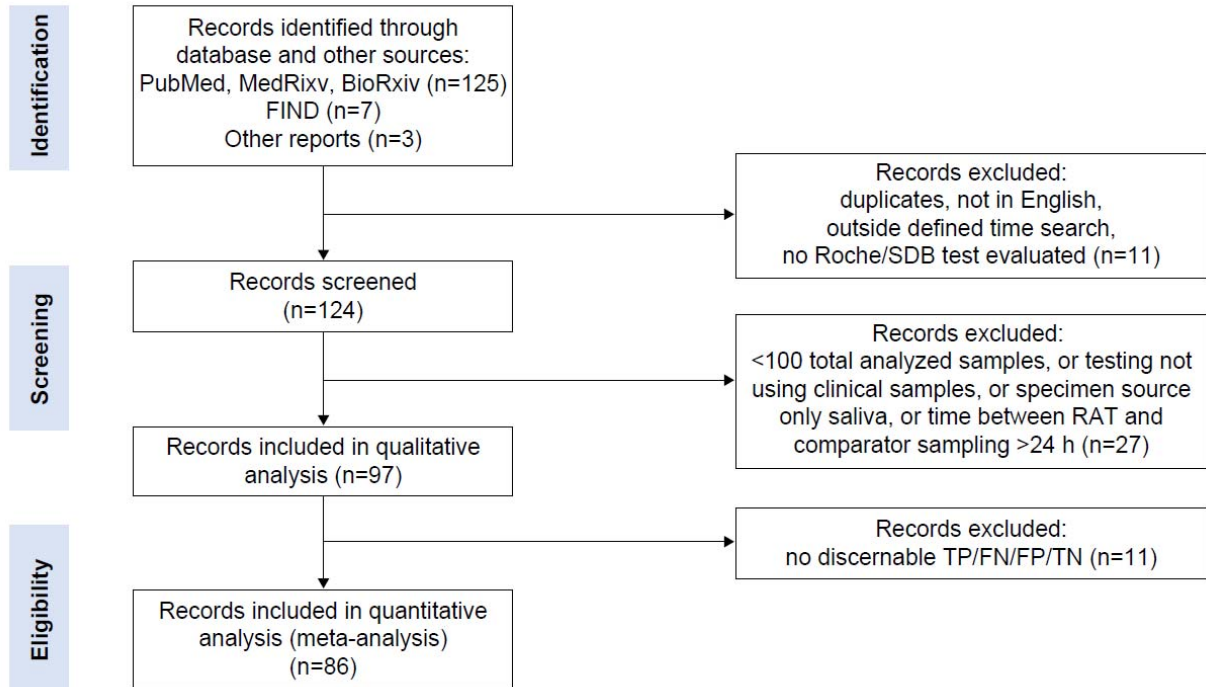 Identification
Records identified through
database and other sources:
PubMed, MedRixv, BioRxiv (n=125)
FIND (n=7)
Other reports (n=3)
Records excluded:
duplicates, not in English,
outside defined time search,
no Roche/SDB test evaluated (n=11)
Screening
Records screened
(n=124)
Records excluded:
<100 total analyzed samples, or testing not
using clinical samples, or specimen source
only saliva, or time between RAT and
comparator sampling >24 h (n=27)
Records included in qualitative
analysis (n=97)
Records excluded:
no discernable TP/FN/FP/TN (n=11)
Eligibility
Records included in quantitative
analysis (meta-analysis)
(n=86)